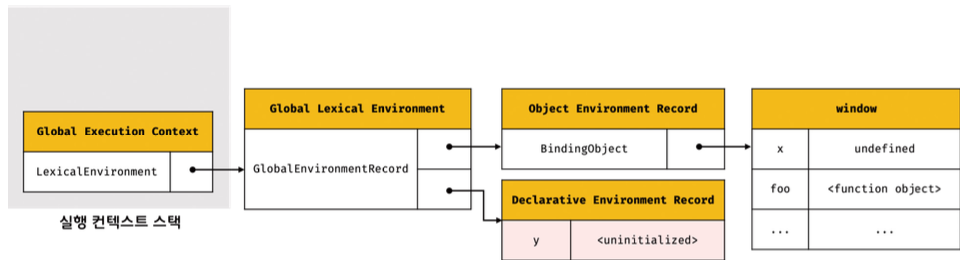 Global Execution Context
LexicalEnvironment
실행 컨텍스트 스택
Global Lexical Environment
GlobalEnvironmentRecord
Object Environment Record
BindingObject
Declarative Environment Record
y <uninitialized>
window
x undefined
foo <function object>
... ...